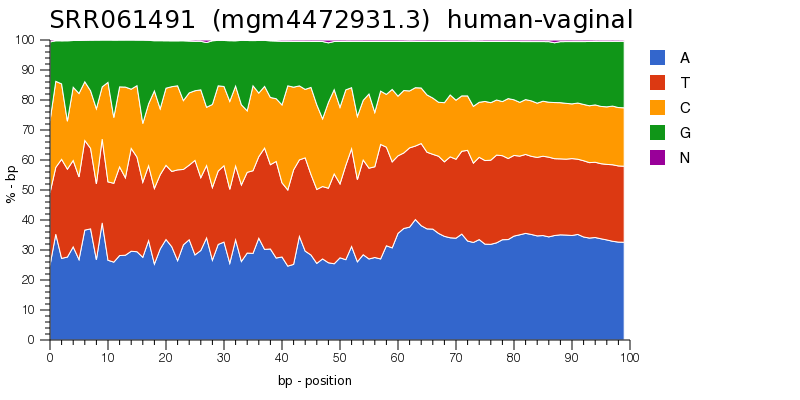 SRR061491 (mgm4472931.3) human-vaginal
100
90
80
70
60
50
40
30
20
10
0
% - bp
0 10 20 30 40 50 60 70 80 90 100
bp - position
A
T
C
G
N